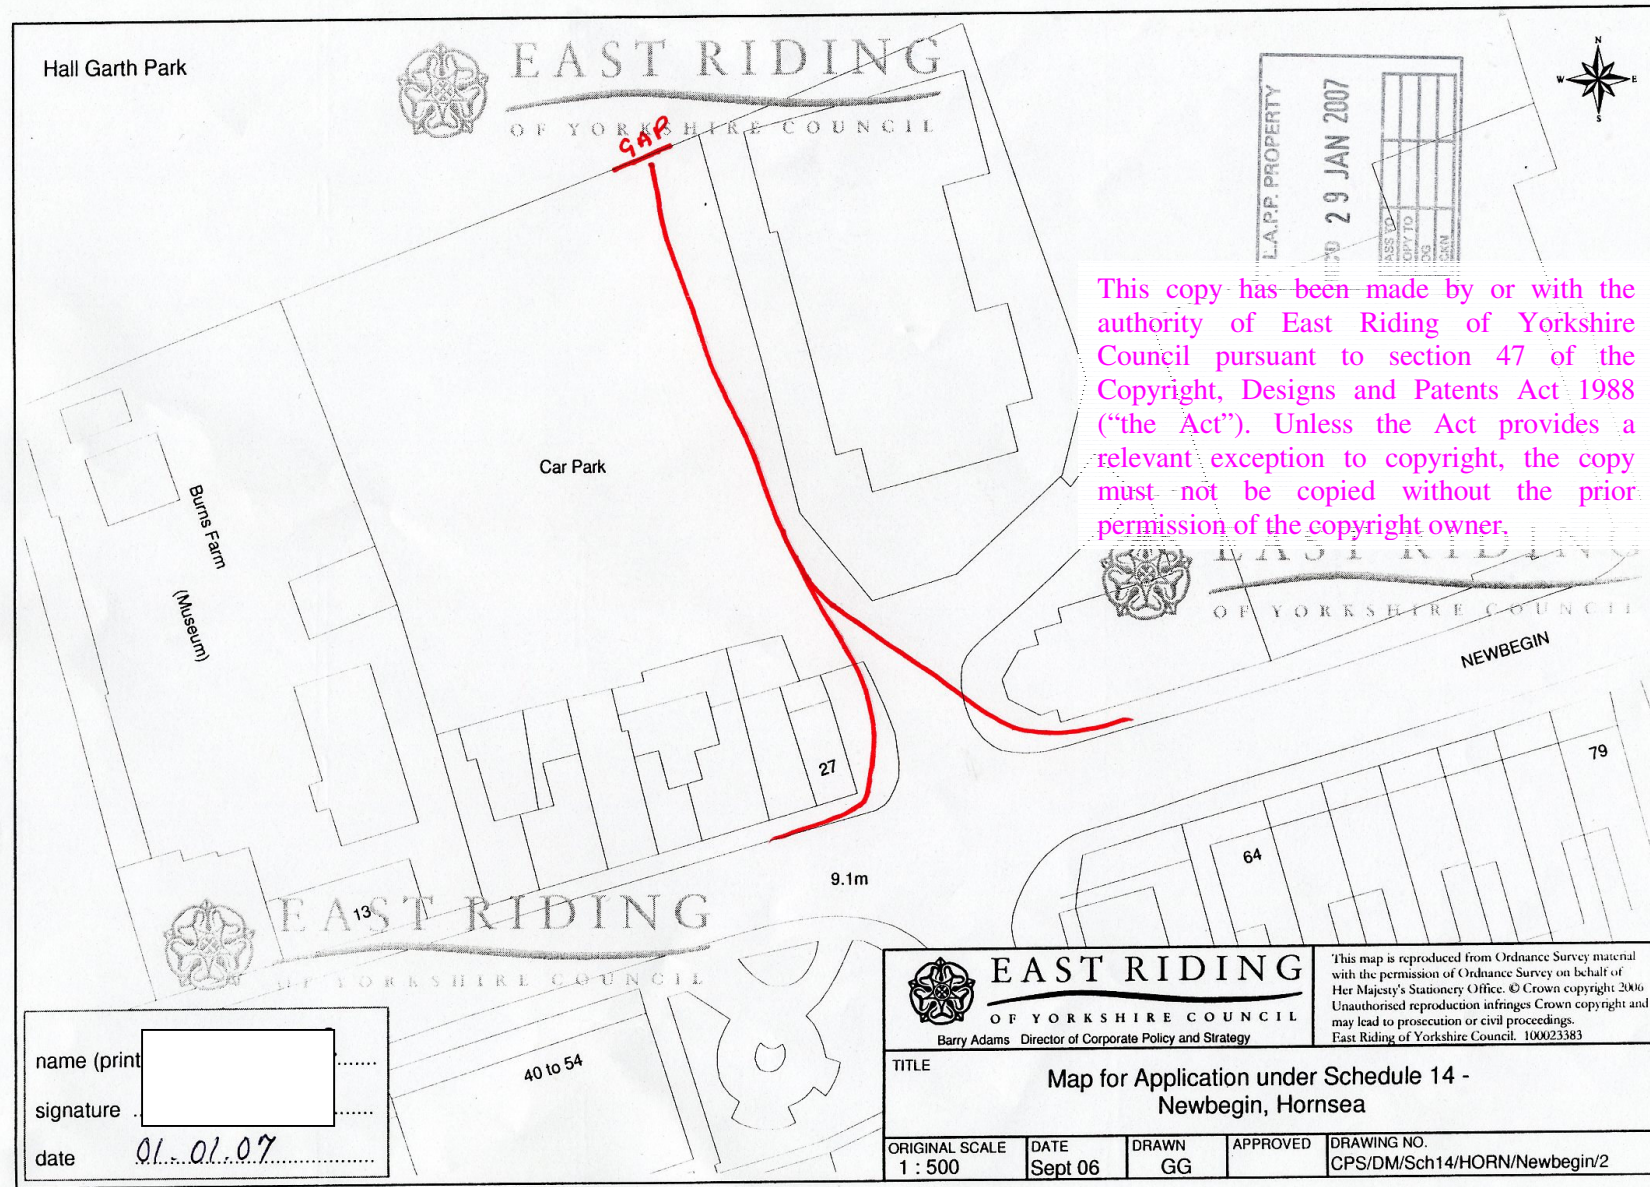 Hall Garth Park
EAST RIDING
OF YORKSHIRE COUNCIL
GAP
L.A.P.P. PROPERTY
29 JAN 2007
PASS TO
COPY TO
N
W E
S
This copy has been made by or with the
authority of East Riding of Yorkshire
Council pursuant to section 47 of the
Copyright, Designs and Patents Act 1988
(“the Act”). Unless the Act provides a
relevant exception to copyright, the copy
must not be copied without the prior
permission of the copyright owner.
Car Park
Burns Farm
(Museum)
EAST RIDING
OF YORKSHIRE COUNCIL
NEWBEGIN
27
79
64
9.1m
13
EAST RIDING
OF YORKSHIRE COUNCIL
40 to 54
name (print
signature
date 01.01.07
EAST RIDING
OF YORKSHIRE COUNCIL
Barry Adams Director of Corporate Policy and Strategy
This map is reproduced from Ordnance Survey material
with the permission of Ordnance Survey on behalf of
Her Majesty's Stationery Office. © Crown copyright 2006
Unauthorised reproduction infringes Crown copyright and
may lead to prosecution or civil proceedings.
East Riding of Yorkshire Council. 100023383
TITLE
Map for Application under Schedule 14 -
Newbegin, Hornsea
ORIGINAL SCALE
1 : 500
DATE
Sept 06
DRAWN
GG
APPROVED
DRAWING NO.
CPS/DM/Sch14/HORN/Newbegin/2